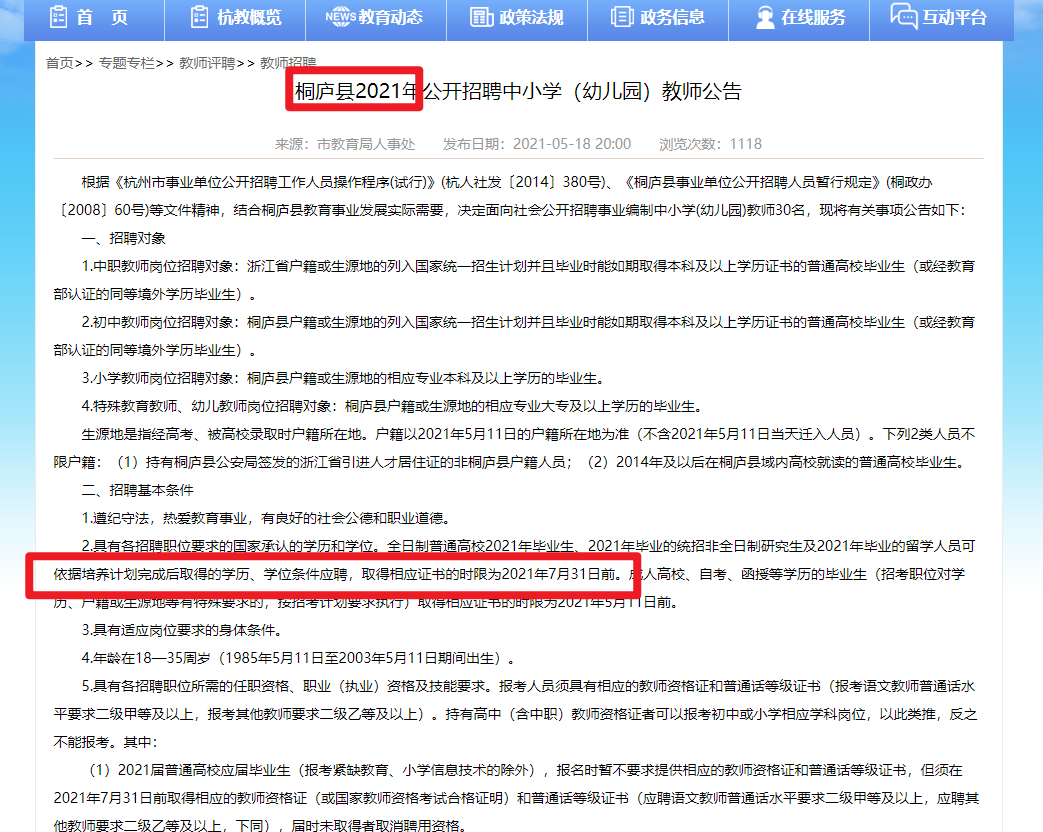 首 页 杭教概览 NEWS 教育动态 政策法规 政务信息 在线服务 互动平台
首页>> 专题专栏>> 教师评聘>> 教师招聘
桐庐县2021年公开招聘中小学（幼儿园）教师公告
来源：市教育局人事处 发布日期：2021-05-18 20:00 浏览次数：1118
根据《杭州市事业单位公开招聘工作人员操作程序(试行)》(杭人社发〔2014〕380号)、《桐庐县事业单位公开招聘人员暂行规定》(桐政办
〔2008〕60号)等文件精神，结合桐庐县教育事业发展实际需要，决定面向社会公开招聘事业编制中小学(幼儿园)教师30名，现将有关事项公告如下：
一、招聘对象
1.中职教师岗位招聘对象：浙江省户籍或生源地的列入国家统一招生计划并且毕业时能如期取得本科及以上学历证书的普通高校毕业生（或经教育
部认证的同等境外学历毕业生）。
2.初中教师岗位招聘对象：桐庐县户籍或生源地的列入国家统一招生计划并且毕业时能如期取得本科及以上学历证书的普通高校毕业生（或经教育
部认证的同等境外学历毕业生）。
3.小学教师岗位招聘对象：桐庐县户籍或生源地的相应专业本科及以上学历的毕业生。
4.特殊教育教师、幼儿教师岗位招聘对象：桐庐县户籍或生源地的相应专业大专及以上学历的毕业生。
生源地是指经高考、被高校录取时户籍所在地。户籍以2021年5月11日的户籍所在地为准（不含2021年5月11日当天迁入人员）。下列2类人员不
限户籍：（1）持有桐庐县公安局签发的浙江省引进人才居住证的非桐庐县户籍人员；（2）2014年及以后在桐庐县域内高校就读的普通高校毕业生。
二、招聘基本条件
1.遵纪守法，热爱教育事业，有良好的社会公德和职业道德。
2.具有各招聘职位要求的国家承认的学历和学位。全日制普通高校2021年毕业生、2021年毕业的统招非全日制研究生及2021年毕业的留学人员可
依据培养计划完成后取得的学历、学位条件应聘，取得相应证书的时限为2021年7月31日前。成人高校、自考、函授等学历的毕业生（招考职位对学
历、户籍或生源地等有特殊要求的，按招考计划要求执行）取得相应证书的时限为2021年5月11日前。
3.具有适应岗位要求的身体条件。
4.年龄在18—35周岁（1985年5月11日至2003年5月11日期间出生）。
5.具有各招聘职位所需的任职资格、职业（执业）资格及技能要求。报考人员须具有相应的教师资格证和普通话等级证书（报考语文教师普通话水
平要求二级甲等及以上，报考其他教师要求二级乙等及以上）。持有高中（含中职）教师资格证者可以报考初中或小学相应学科岗位，以此类推，反之
不能报考。其中：
（1）2021届普通高校应届毕业生（报考紧缺教育、小学信息技术的除外），报名时暂不要求提供相应的教师资格证和普通话等级证书，但须在
2021年7月31日前取得相应的教师资格证（或国家教师资格考试合格证明）和普通话等级证书（应聘语文教师普通话水平要求二级甲等及以上，应聘其
他教师要求二级乙等及以上，下同），届时未取得者取消聘用资格。